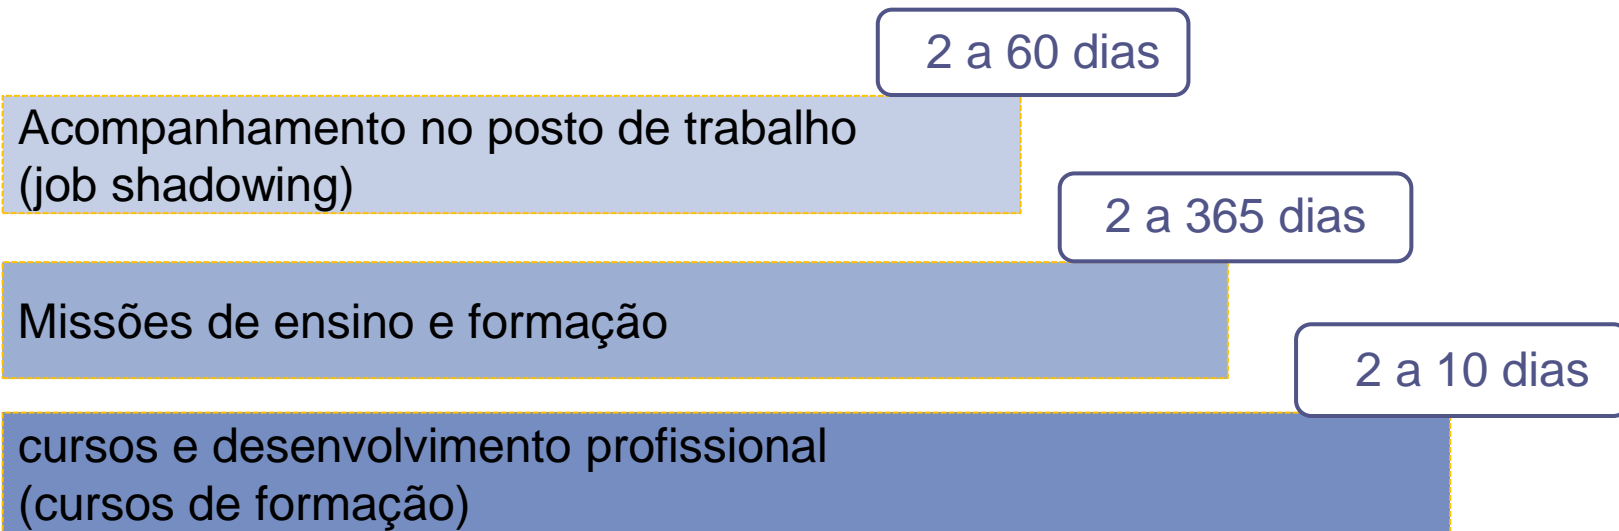 2 a 60 dias
Acompanhamento no posto de trabalho
(job shadowing)
2 a 365 dias
Missões de ensino e formação
2 a 10 dias
cursos e desenvolvimento profissional
(cursos de formação)